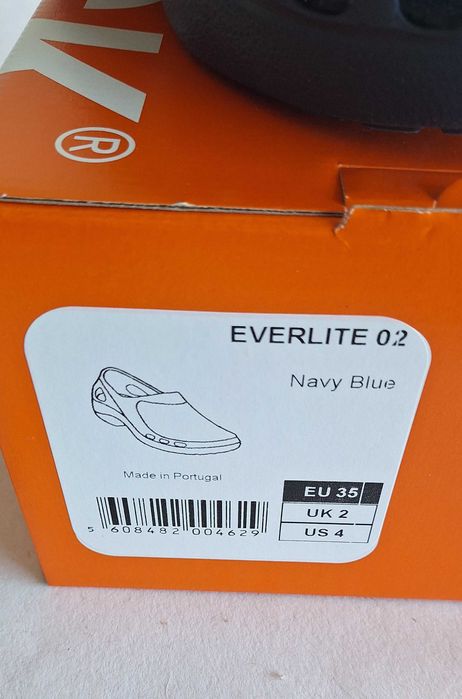 ®
EVERLITE 02
Navy Blue
Made in Portugal
EU 35
UK 2
US 4
5 608482 004629